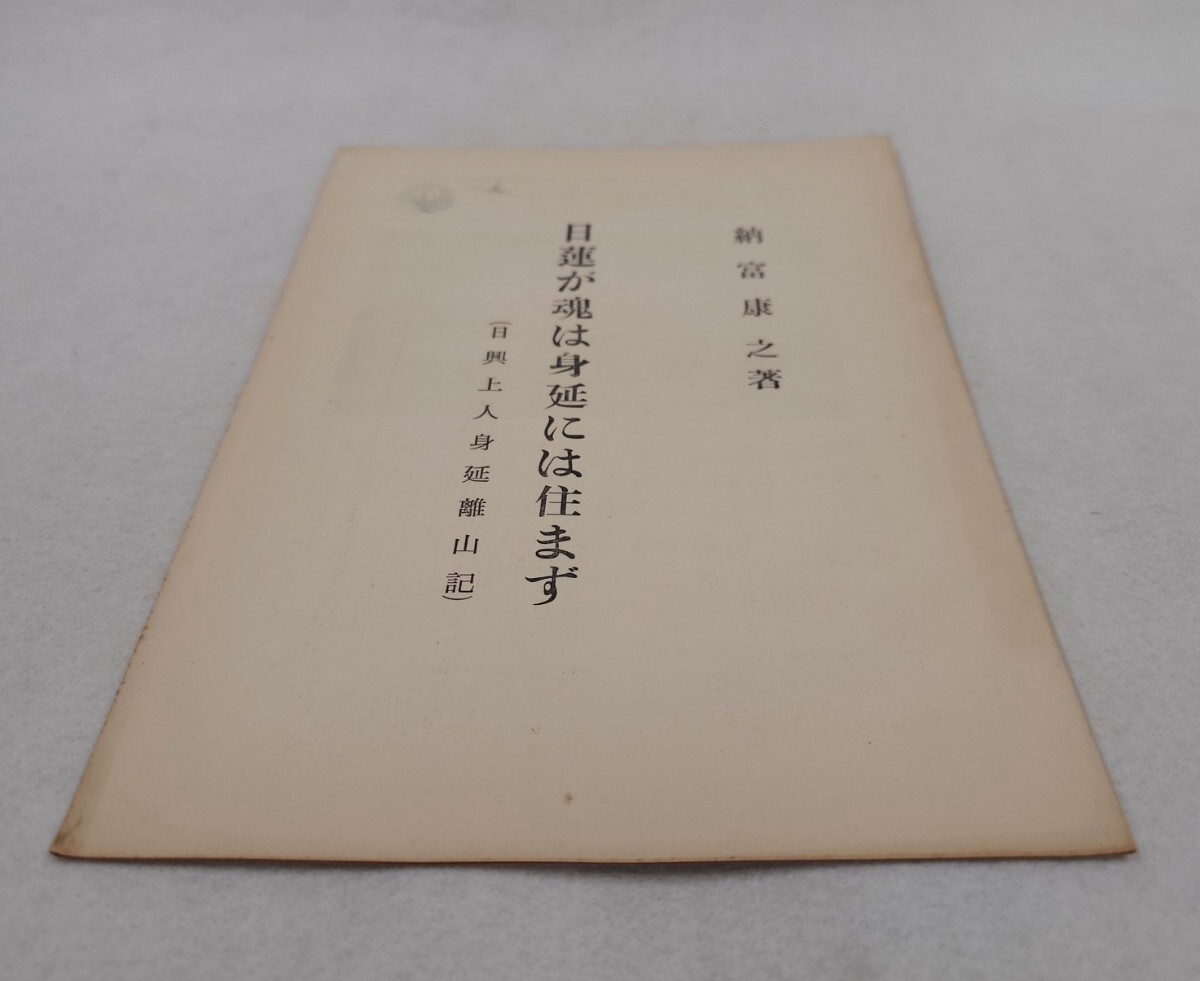 納富康之著
日蓮が魂は身延には住まず
（日興上人身延離山記）